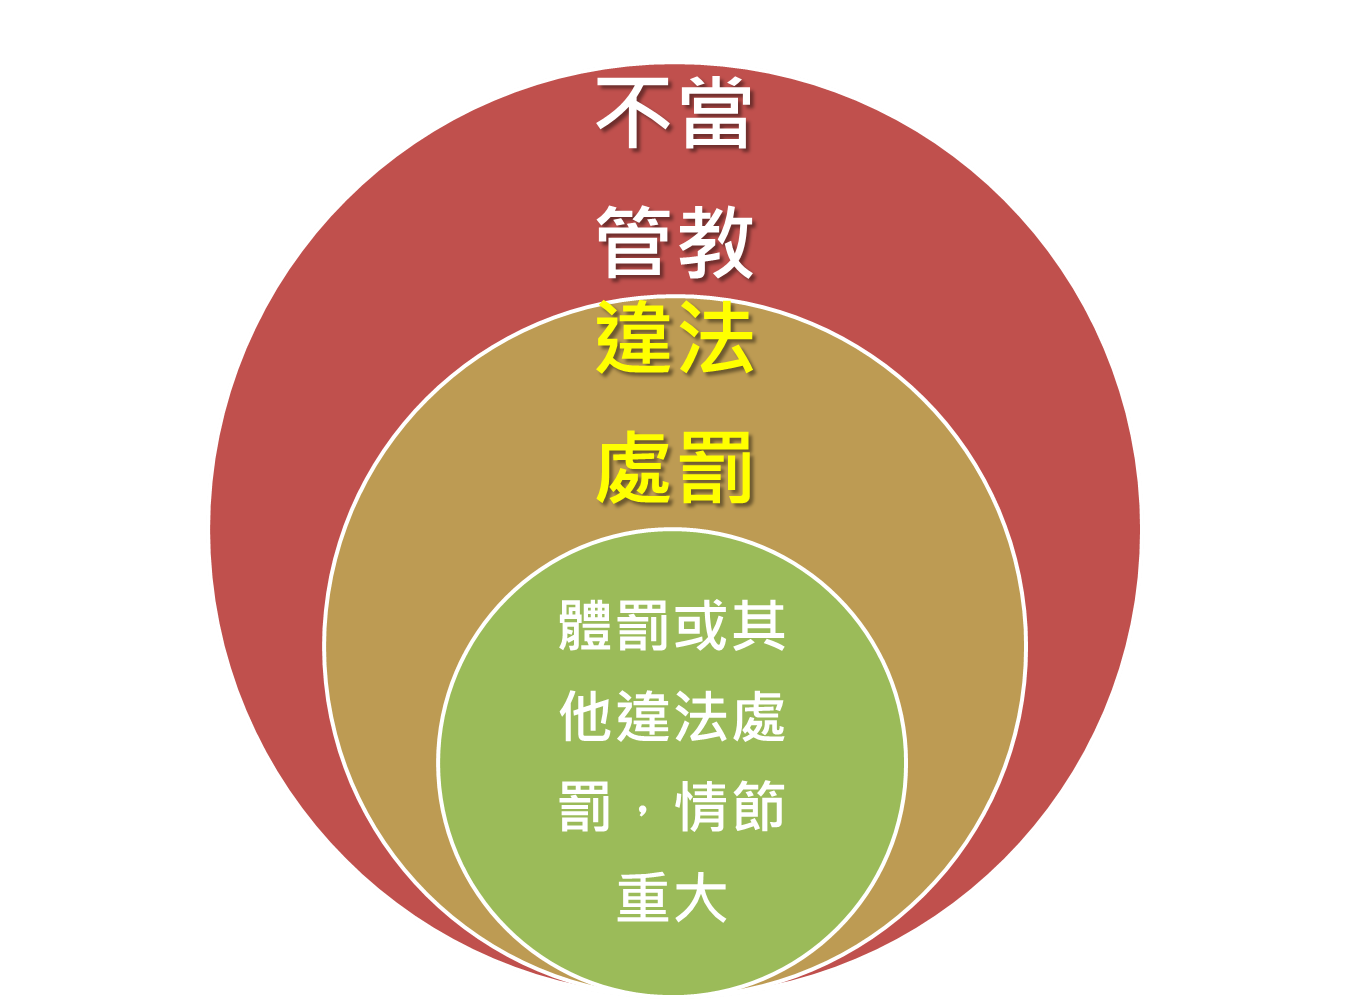 不當
管教
違法
處罰
體罰或其
他違法處
罰，情節
重大